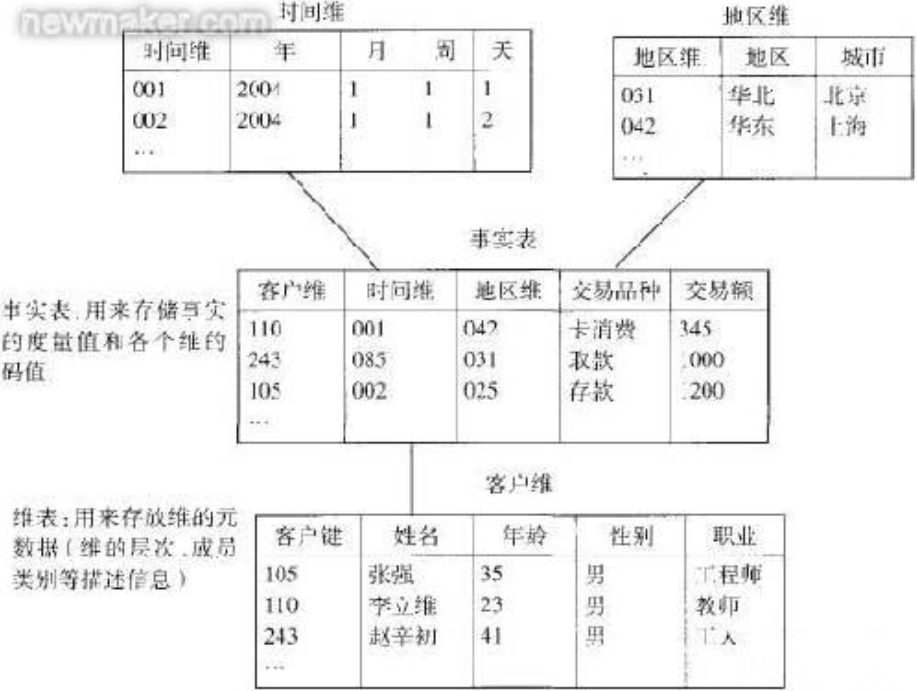 newmaker.com
时间维
时间维 年 月 周 天
001 2004 1 1 1
002 2004 1 1 2
...
地区维
地区维 地区 城市
031 华北 北京
042 华东 上海
...
事实表
客户维 时间维 地区维 交易品种 交易额
110 001 042 卡消费 345
243 085 031 取款 000
105 002 025 存款 200
...
事实表 用来存储事实
的度量值和各个维的
码值
客户维
客户键 姓名 年龄 性别 职业
105 张强 35 男 工程师
110 李立维 23 男 教师
243 赵辛初 41 男 工人
...
维表:用来存放维的元
数据(维的层次,成员
类别等描述信息)